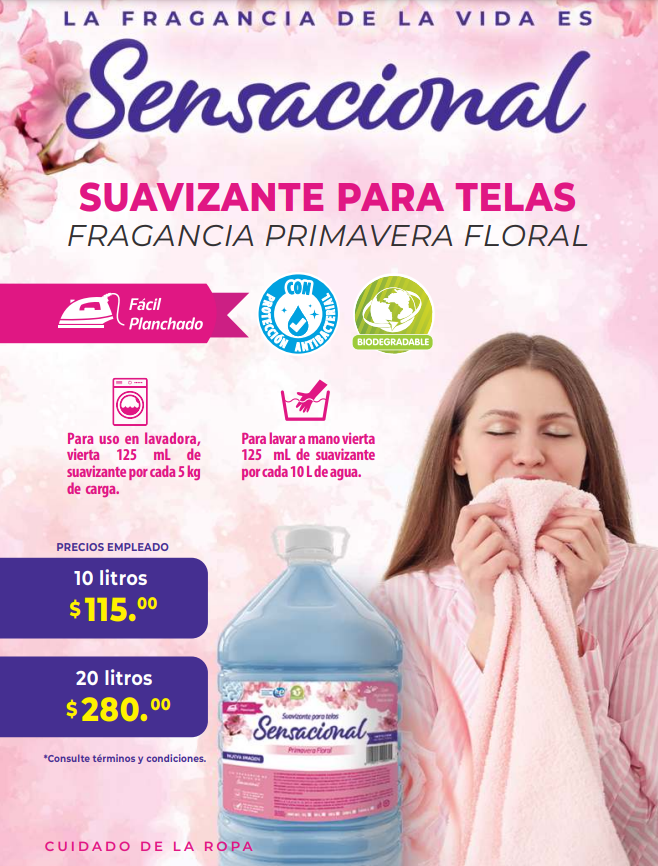 LA FRAGANCIA DE LA VIDA ES
Sensacional
SUAVIZANTE PARA TELAS
FRAGANCIA PRIMAVERA FLORAL
Fácil
Planchado
CON
PROTECCIÓN ANTIBACTERIAL
BIODEGRADABLE
Para uso en lavadora,
vierta 125 mL de
suavizante por cada 5 kg
de carga.
Para lavar a mano vierta
125 mL de suavizante
por cada 10 L de agua.
PRECIOS EMPLEADO
10 litros
$115.00
20 litros
$280.00
*Consulte términos y condiciones.
Suavizante para telas
Sensacional
Primavera Floral
NUEVA IMAGEN
Sensacional
CUIDADO DE LA ROPA